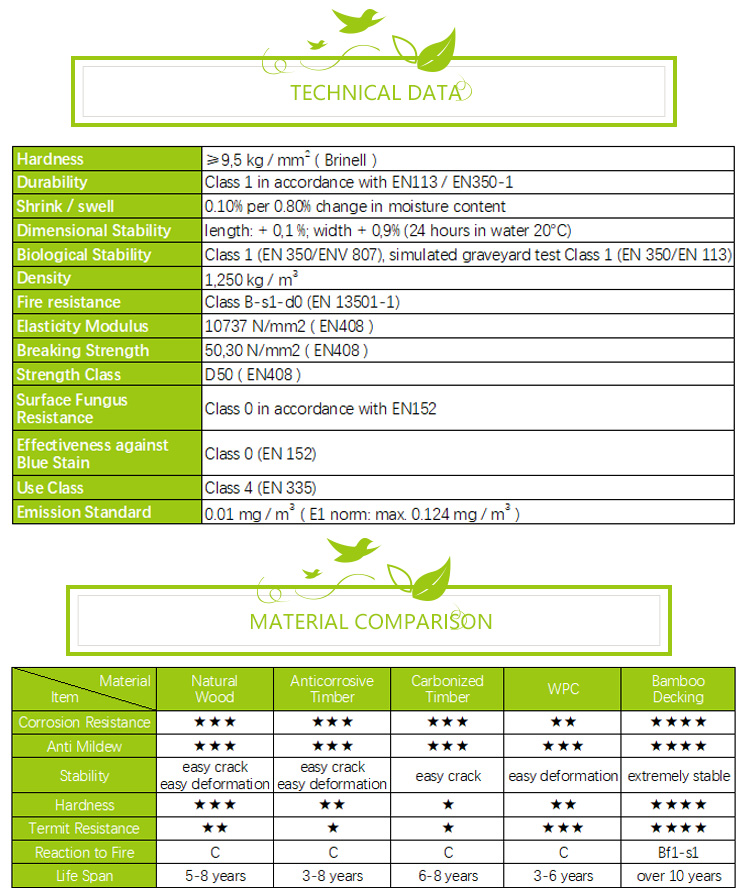 TECHNICAL DATA
Hardness ⩾9,5 kg / mm² ( Brinell )
Durability Class 1 in accordance with EN113 / EN350-1
Shrink / swell 0.10% per 0.80% change in moisture content
Dimensional Stability length: + 0,1 %; width + 0,9% (24 hours in water 20°C)
Biological Stability Class 1 (EN 350/ENV 807), simulated graveyard test Class 1 (EN 350/EN 113)
Density 1,250 kg / m³
Fire resistance Class B-s1-d0 (EN 13501-1)
Elasticity Modulus 10737 N/mm2 ( EN408 )
Breaking Strength 50,30 N/mm2 ( EN408 )
Strength Class D50 ( EN408 )
Surface Fungus
Resistance Class 0 in accordance with EN152
Effectiveness against
Blue Stain Class 0 (EN 152)
Use Class Class 4 (EN 335)
Emission Standard 0.01 mg / m³ ( E1 norm: max. 0.124 mg / m³ )
MATERIAL COMPARISON
Material Natural Anticorrosive Carbonized WPC Bamboo
Item Wood Timber Timber Decking
Corrosion Resistance ★★★ ★★★ ★★★ ★★ ★★★★
Anti Mildew ★★★ ★★★ ★★★ ★★★ ★★★★
Stability easy crack easy crack easy crack easy deformation extremely stable
easy deformation easy deformation
Hardness ★★★ ★★ ★ ★★ ★★★★
Termit Resistance ★★ ★ ★ ★★★ ★★★★
Reaction to Fire C C C C Bf1-s1
Life Span 5-8 years 3-8 years 6-8 years 3-6 years over 10 years